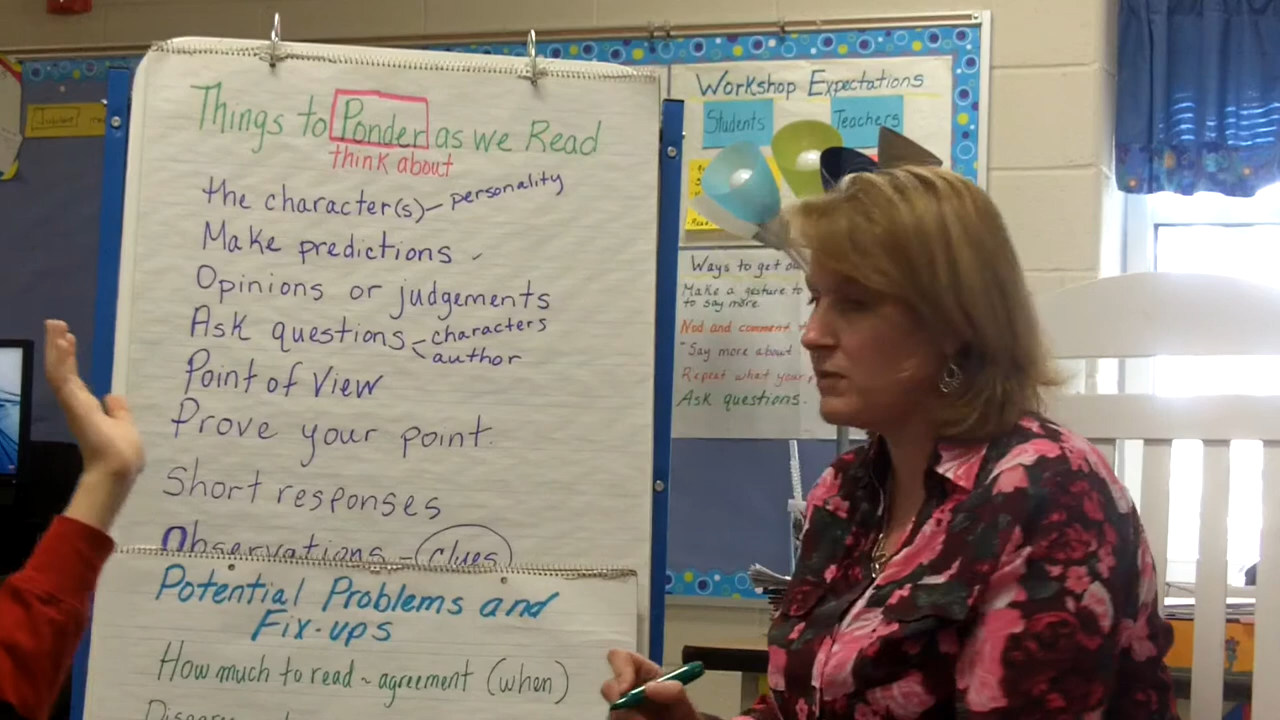 Things to Ponder as we Read
think about
the character(s) - personality
Make predictions
Opinions or judgements
Ask questions - characters
author
Point of View
Prove your point.
Short responses
Observations - clues
Potential Problems and
Fix-ups
How much to read ~ agreement (when)
Workshop Expectations
Students
Teachers
Ways to get
Make a gesture to
to say more
Nod and comment
"Say more about
Repeat what your
Ask questions.